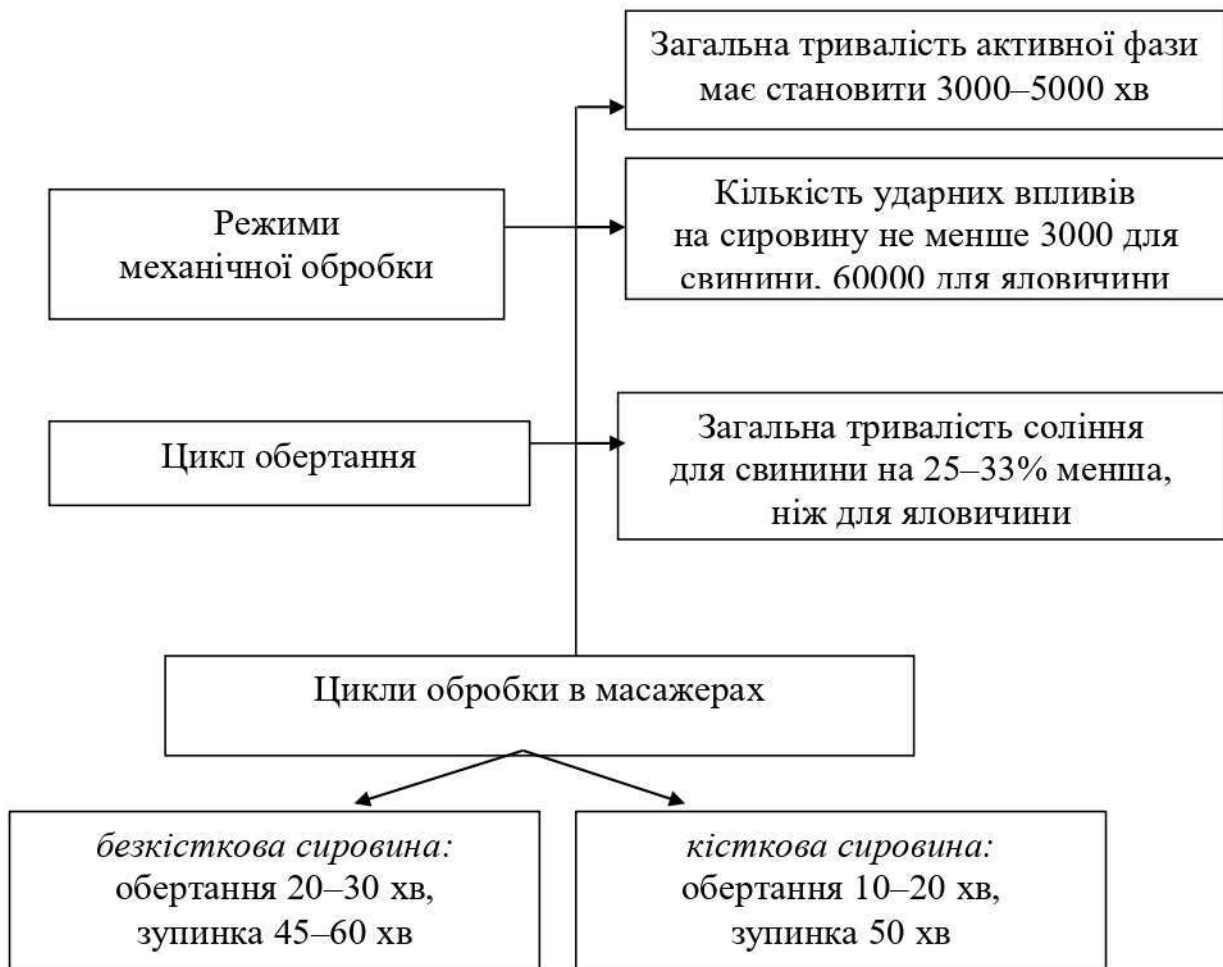 Загальна тривалість активної фази
має становити 3000–5000 хв
Режими
механічної обробки
Кількість ударних впливів
на сировину не менше 3000 для
свинини. 60000 для яловичини
Цикл обертання
Загальна тривалість соління
для свинини на 25–33% менша,
ніж для яловичини
Цикли обробки в масажерах
безкісткова сировина:
обертання 20–30 хв,
зупинка 45–60 хв
кісткова сировина:
обертання 10–20 хв,
зупинка 50 хв